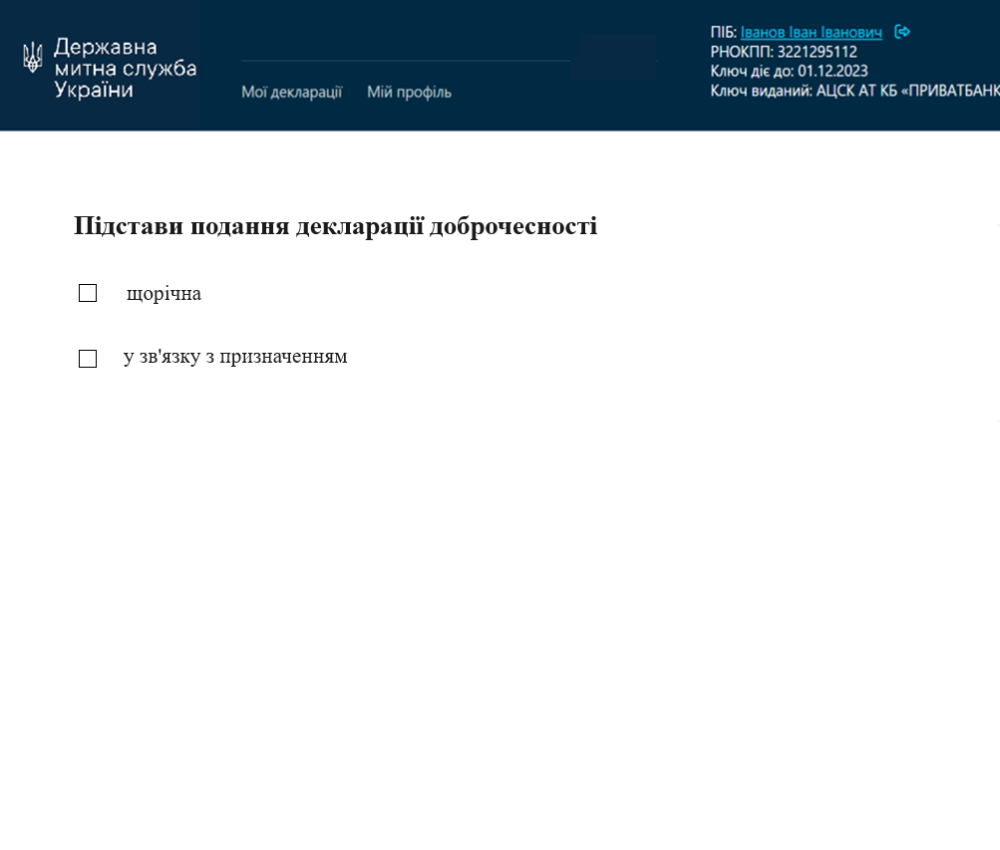 Державна
митна служба
України
Мої декларації Мій профіль
ПІБ: Іванов Іван Іванович
РНОКПП: 3221295112
Ключ діє до: 01.12.2023
Ключ виданий: АЦСК АТ КБ «ПРИВАТБАНК
Підстави подання декларації доброчесності
щорічна
у зв'язку з призначенням